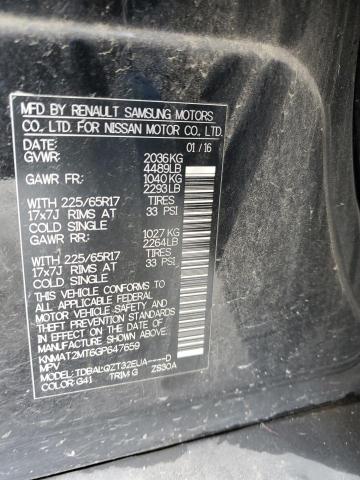 MFD BY RENAULT SAMSUNG MOTORS
CO., LTD. FOR NISSAN MOTOR CO., LTD.
DATE: 01/16
GVWR: 2036KG
4489LB
GAWR FR: 1040KG
2293LB
WITH 225/65R17 TIRES
17x7J RIMS AT 33 PSI
COLD SINGLE
GAWR RR: 1027KG
2264LB
WITH 225/65R17 TIRES
17x7J RIMS AT 33 PSI
COLD SINGLE
THIS VEHICLE CONFORMS TO
ALL APPLICABLE FEDERAL
MOTOR VEHICLE SAFETY,
BUMPER, AND THEFT
PREVENTION STANDARDS
IN EFFECT ON THE DATE OF
MANUFACTURE SHOWN ABOVE.
KNMAT2MT6GP647659
MPV
MODEL: TDBALQZT32EUA-----D
COLOR: G41 TRIM: G ZS30A